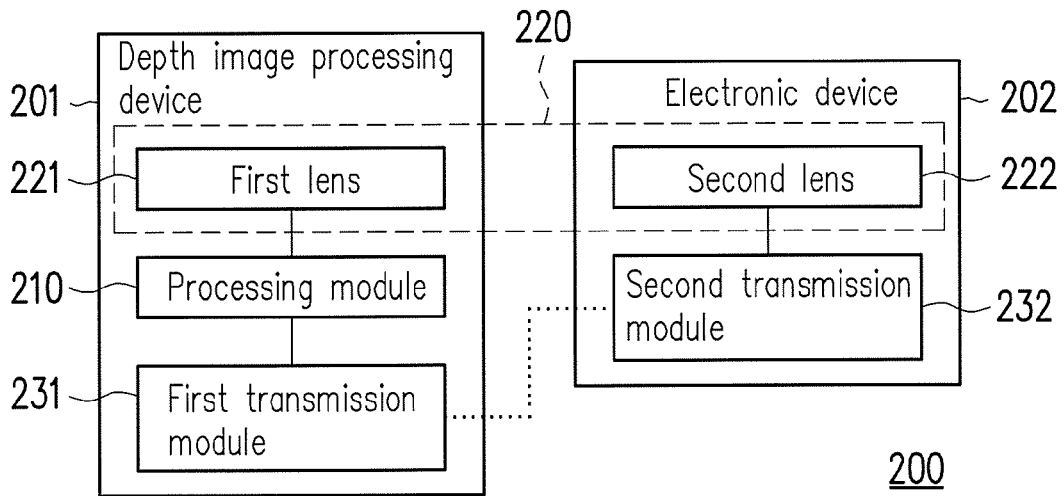 220
Depth image processing
device
201
Electronic device
202
221
First lens
Second lens
222
210
Processing module
Second transmission
module
232
231
First transmission
module
200